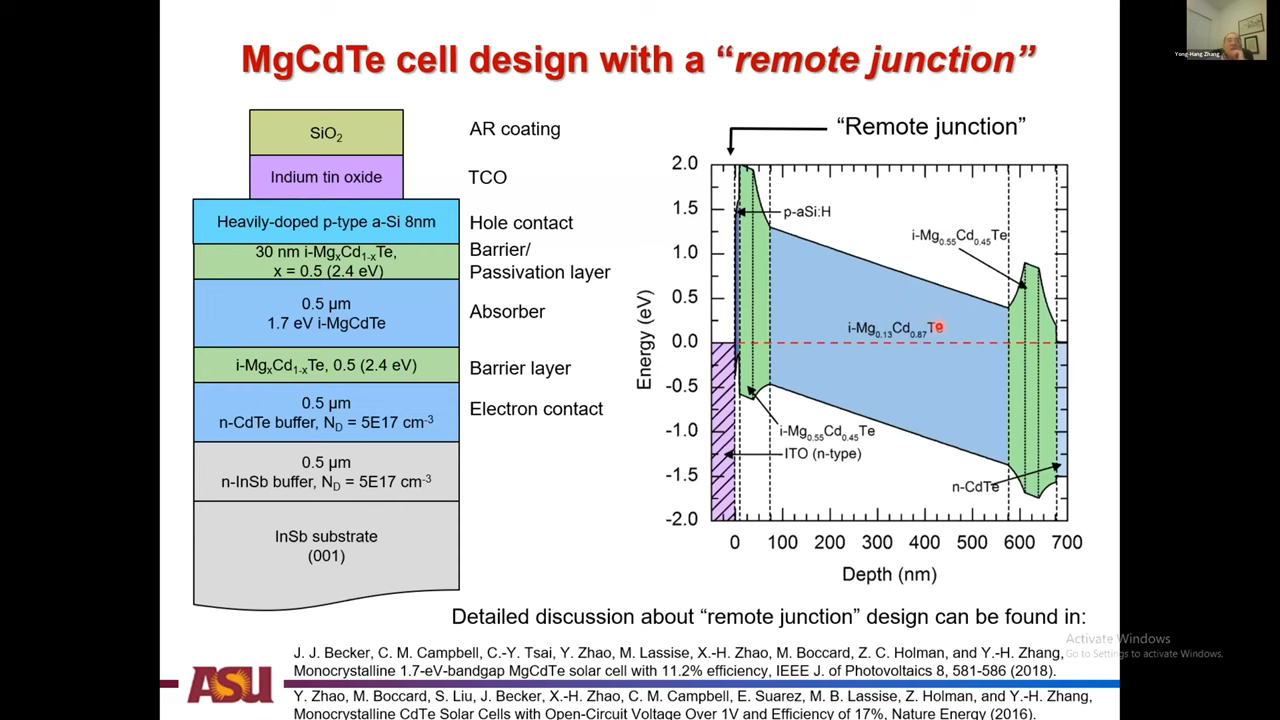 Yong-Hang Zhang
MgCdTe cell design with a “remote junction”
SiO2
AR coating
Indium tin oxide
TCO
Heavily-doped p-type a-Si 8nm
Hole contact
30 nm i-MgxCd1-xTe,
x = 0.5 (2.4 eV)
Barrier/
Passivation layer
0.5 µm
1.7 eV i-MgCdTe
Absorber
i-MgxCd1-xTe, 0.5 (2.4 eV)
Barrier layer
0.5 µm
n-CdTe buffer, ND = 5E17 cm-3
Electron contact
0.5 µm
n-InSb buffer, ND = 5E17 cm-3
InSb substrate
(001)
“Remote junction”
2.0
1.5
1.0
0.5
0.0
-0.5
-1.0
-1.5
-2.0
Energy (eV)
p-aSi:H
i-Mg0.55Cd0.45Te
i-Mg0.13Cd0.87Te
i-Mg0.55Cd0.45Te
ITO (n-type)
n-CdTe
0 100 200 300 400 500 600 700
Depth (nm)
Detailed discussion about “remote junction” design can be found in:
Activate Windows
Go to Settings to activate Windows.
J. J. Becker, C. M. Campbell, C.-Y. Tsai, Y. Zhao, M. Lassise, X.-H. Zhao, M. Boccard, Z. C. Holman, and Y.-H. Zhang,
Monocrystalline 1.7-eV-bandgap MgCdTe solar cell with 11.2% efficiency, IEEE J. of Photovoltaics 8, 581-586 (2018).
ASU
Y. Zhao, M. Boccard, S. Liu, J. Becker, X.-H. Zhao, C. M. Campbell, E. Suarez, M. B. Lassise, Z. Holman, and Y.-H. Zhang,
Monocrystalline CdTe Solar Cells with Open-Circuit Voltage Over 1V and Efficiency of 17%, Nature Energy (2016).